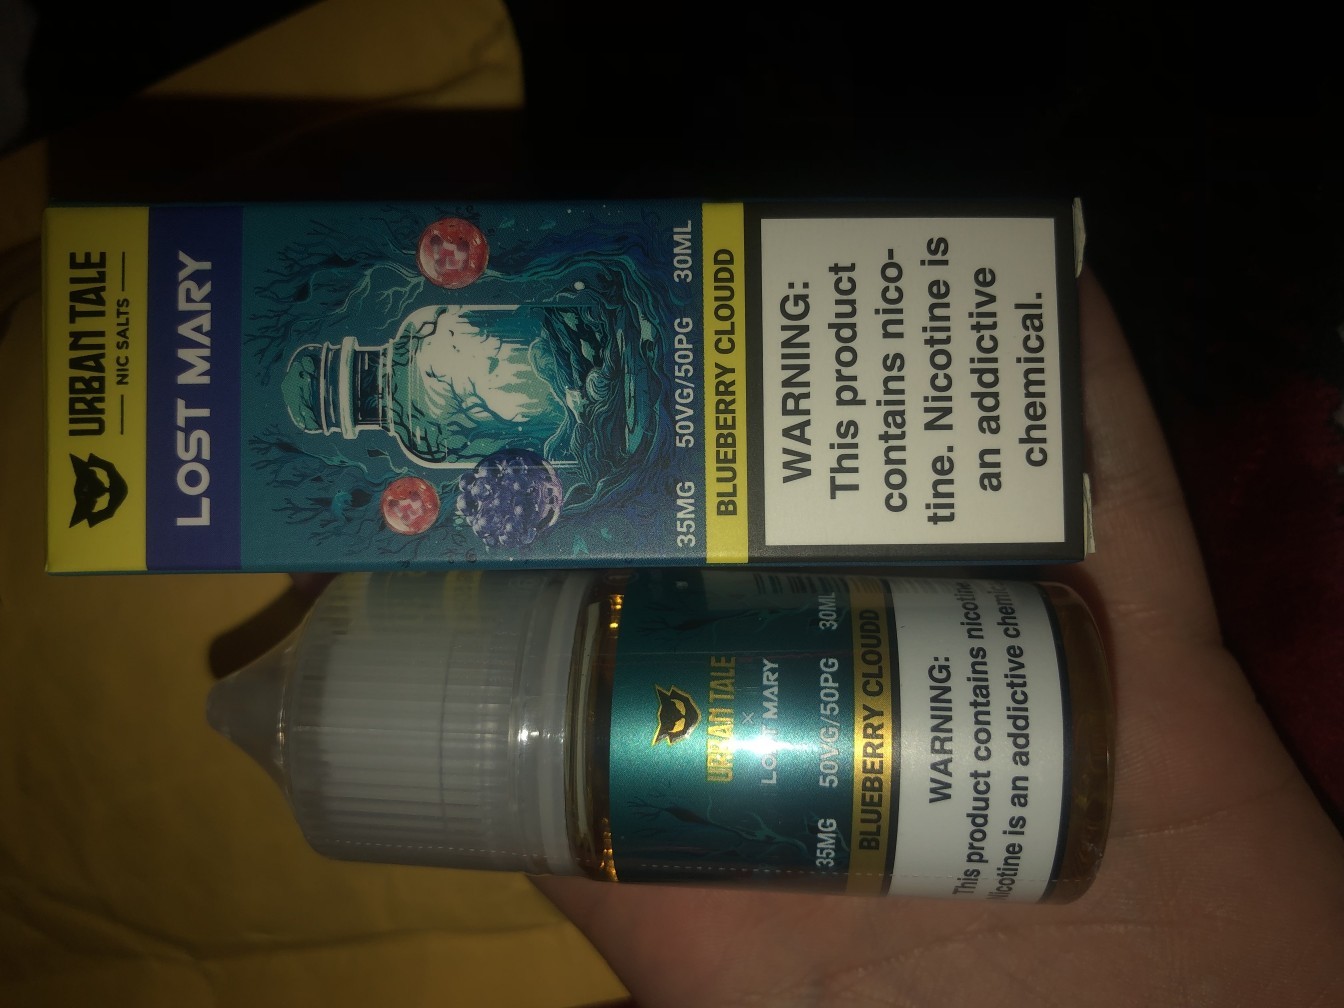 URBAN TALE
NIC SALTS
LOST MARY
35MG 50VG/50PG 30ML
BLUEBERRY CLOUDD
WARNING:
This product
contains nico-
tine. Nicotine is
an addictive
chemical.
URBAN TALE
×
LOST MARY
35MG 50VG/50PG 30ML
BLUEBERRY CLOUDD
WARNING:
This product contains nicotine
Nicotine is an addictive chemic